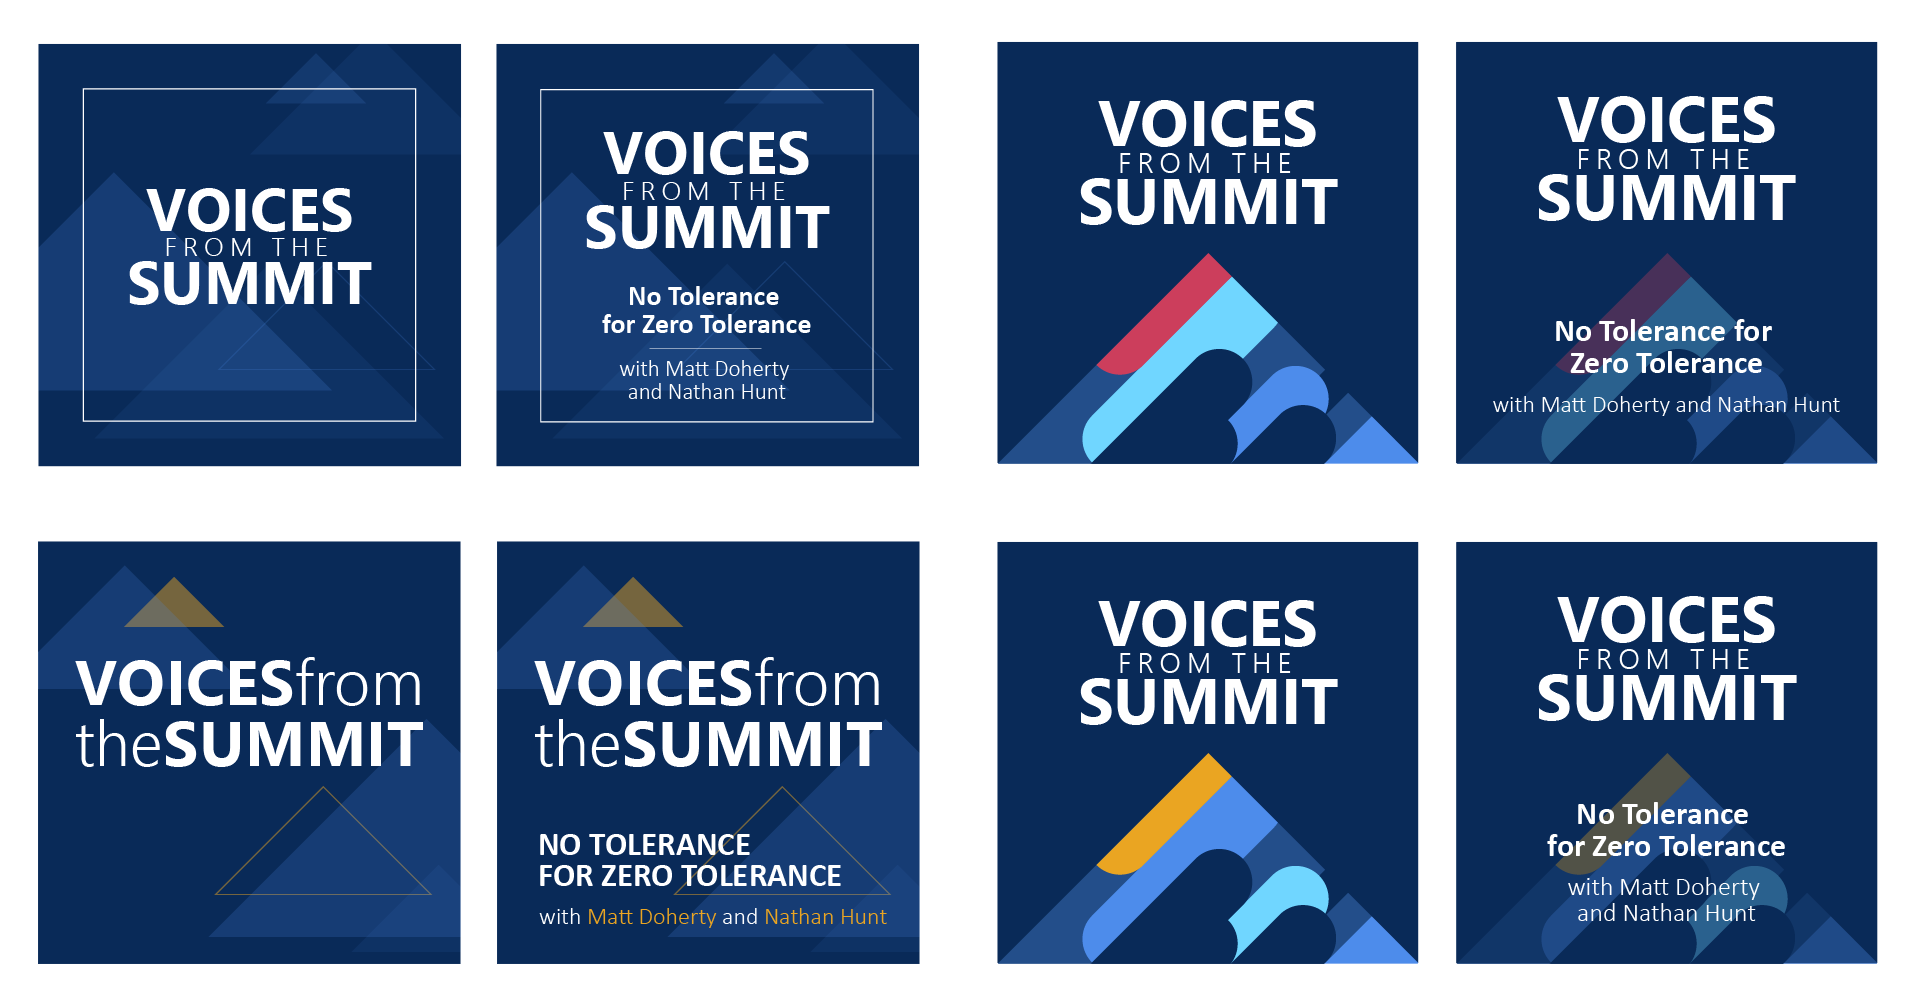 VOICES
FROM THE
SUMMIT
VOICES
FROM THE
SUMMIT
No Tolerance
for Zero Tolerance
with Matt Doherty
and Nathan Hunt
VOICES
FROM THE
SUMMIT
VOICES
FROM THE
SUMMIT
No Tolerance for
Zero Tolerance
with Matt Doherty and Nathan Hunt
VOICESfrom
theSUMMIT
VOICESfrom
theSUMMIT
NO TOLERANCE
FOR ZERO TOLERANCE
with Matt Doherty and Nathan Hunt
VOICES
FROM THE
SUMMIT
VOICES
FROM THE
SUMMIT
No Tolerance
for Zero Tolerance
with Matt Doherty
and Nathan Hunt